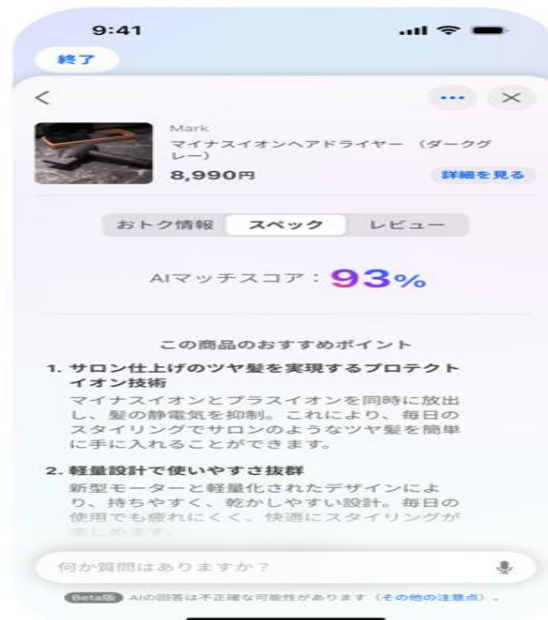 9:41
終了
Mark
マイナスイオンヘアドライヤー （ダークグ
レー）
8,990円
詳細を見る
おトク情報 スペック レビュー
AIマッチスコア：93%
この商品のおすすめポイント
1. サロン仕上げのツヤ髪を実現するプロテクト
イオン技術
マイナスイオンとプラスイオンを同時に放出
し、髪の静電気を抑制。これにより、毎日の
スタイリングでサロンのようなツヤ髪を簡単
に手に入れることができます。
2. 軽量設計で使いやすさ抜群
新型モーターと軽量化されたデザインによ
り、持ちやすく、乾かしやすい設計。毎日の
使用でも疲れにくく、快適にスタイリングが
楽しめます。
何か質問はありますか？
Beta版 AIの回答は不正確な可能性があります（その他の注意点）。